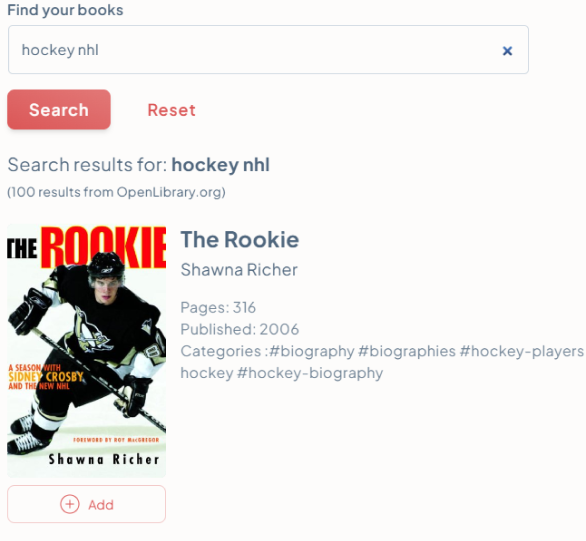 Find your books
hockey nhl
×
Search
Reset
Search results for: hockey nhl
(100 results from OpenLibrary.org)
THE ROOKIE
A SEASON WITH
SIDNEY CROSBY
AND THE NEW NHL
FOREWORD BY ROY MacGREGOR
Shawna Richer
The Rookie
Shawna Richer
Pages: 316
Published: 2006
Categories :#biography #biographies #hockey-players
hockey #hockey-biography
Add